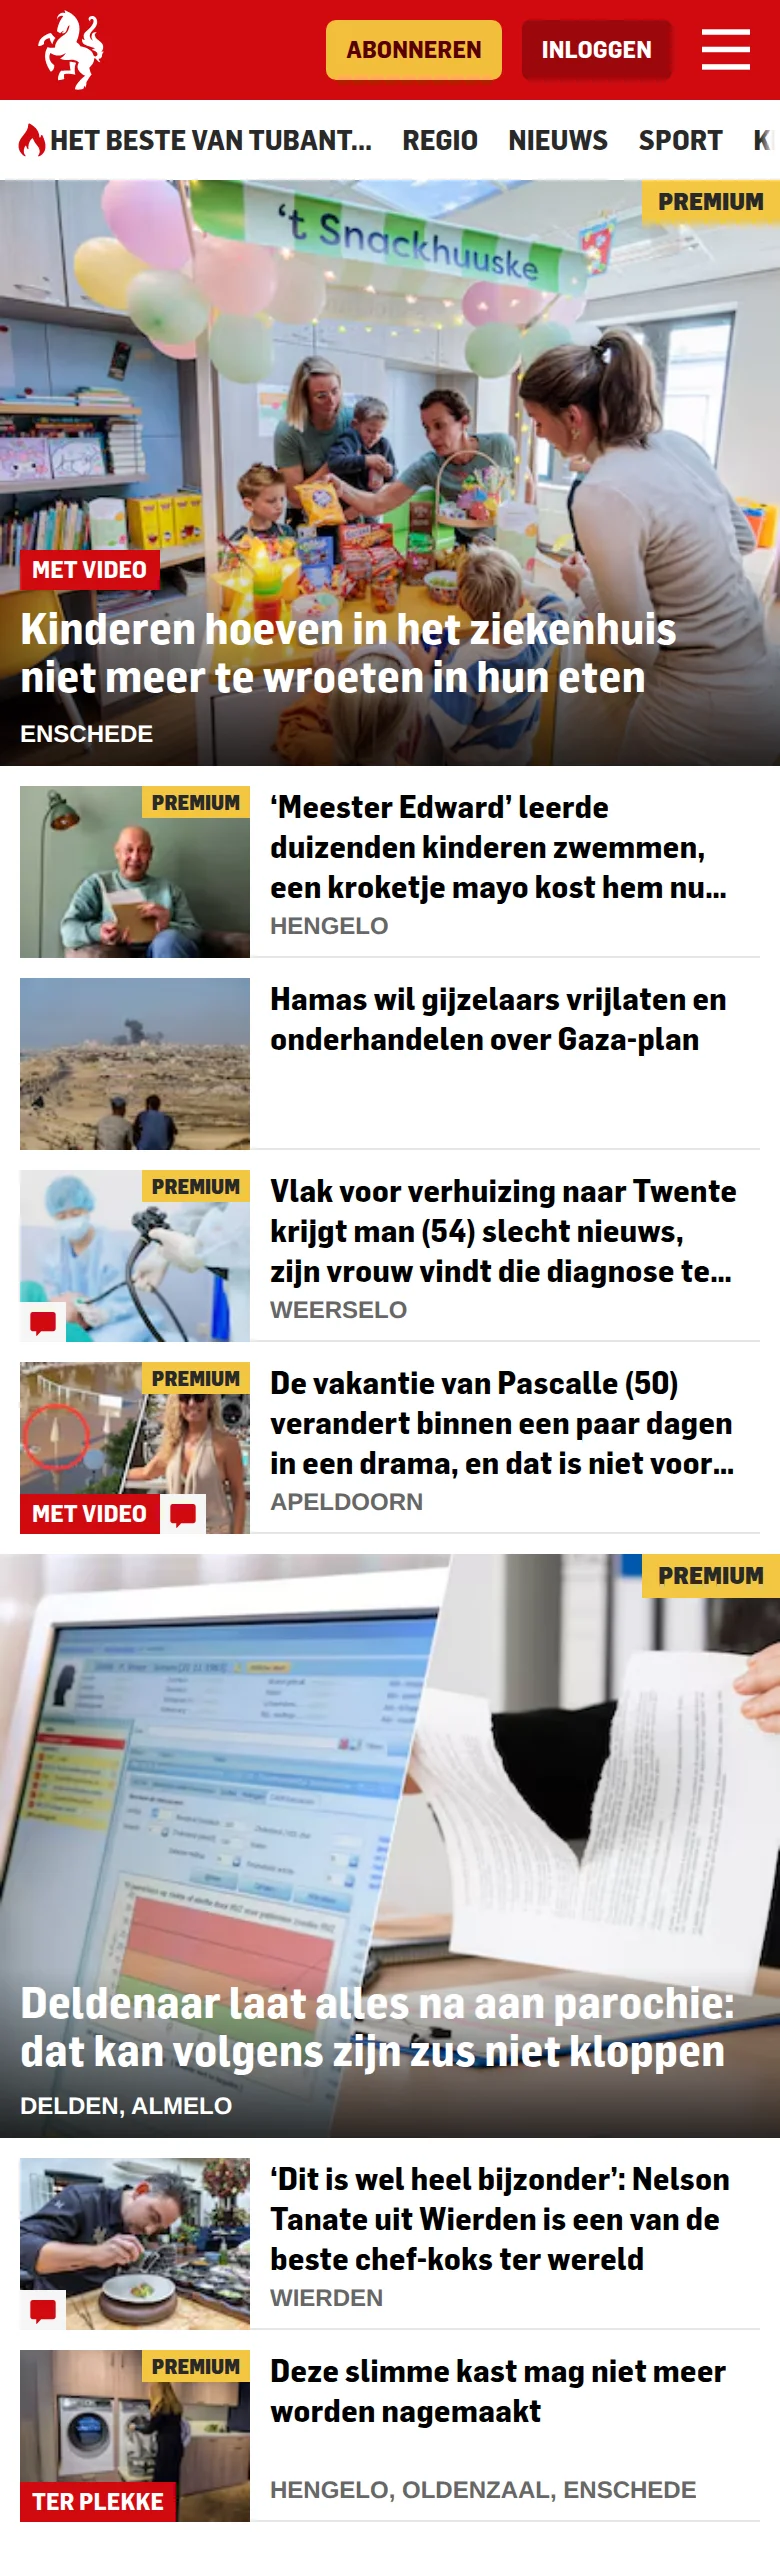 ABONNEREN
INLOGGEN
HET BESTE VAN TUBANT...
REGIO
NIEUWS
SPORT
PREMIUM
't Snackhuuske
MET VIDEO
Kinderen hoeven in het ziekenhuis
niet meer te wroeten in hun eten
ENSCHEDE
PREMIUM
‘Meester Edward’ leerde
duizenden kinderen zwemmen,
een kroketje mayo kost hem nu...
HENGELO
Hamas wil gijzelaars vrijlaten en
onderhandelen over Gaza-plan
PREMIUM
Vlak voor verhuizing naar Twente
krijgt man (54) slecht nieuws,
zijn vrouw vindt die diagnose te...
WEERSELO
PREMIUM
MET VIDEO
De vakantie van Pascalle (50)
verandert binnen een paar dagen
in een drama, en dat is niet voor...
APELDOORN
PREMIUM
Deldenaar laat alles na aan parochie:
dat kan volgens zijn zus niet kloppen
DELDEN, ALMELO
‘Dit is wel heel bijzonder’: Nelson
Tanate uit Wierden is een van de
beste chef-koks ter wereld
WIERDEN
PREMIUM
TER PLEKKE
Deze slimme kast mag niet meer
worden nagemaakt
HENGELO, OLDENZAAL, ENSCHEDE